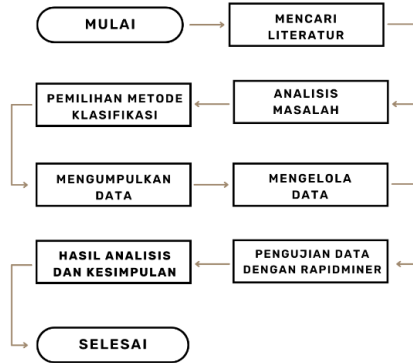 MULAI
MENCARI
LITERATUR
ANALISIS
MASALAH
PEMILIHAN METODE
KLASIFIKASI
MENGUMPULKAN
DATA
MENGELOLA
DATA
PENGUJIAN DATA
DENGAN RAPIDMINER
HASIL ANALISIS
DAN KESIMPULAN
SELESAI